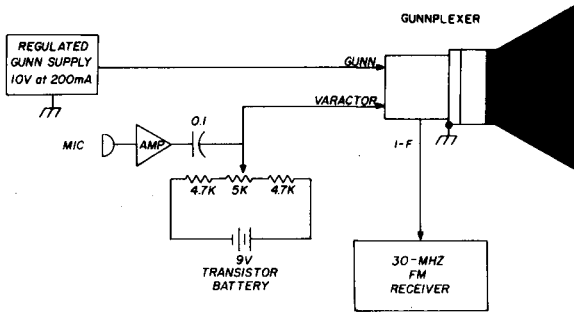 GUNNPLEXER
REGULATED
GUNN SUPPLY
10V at 200mA
GUNN
VARACTOR
0.1
MIC
AMP
I-F
4.7K
5K
4.7K
9V
TRANSISTOR
BATTERY
30-MHZ
FM
RECEIVER